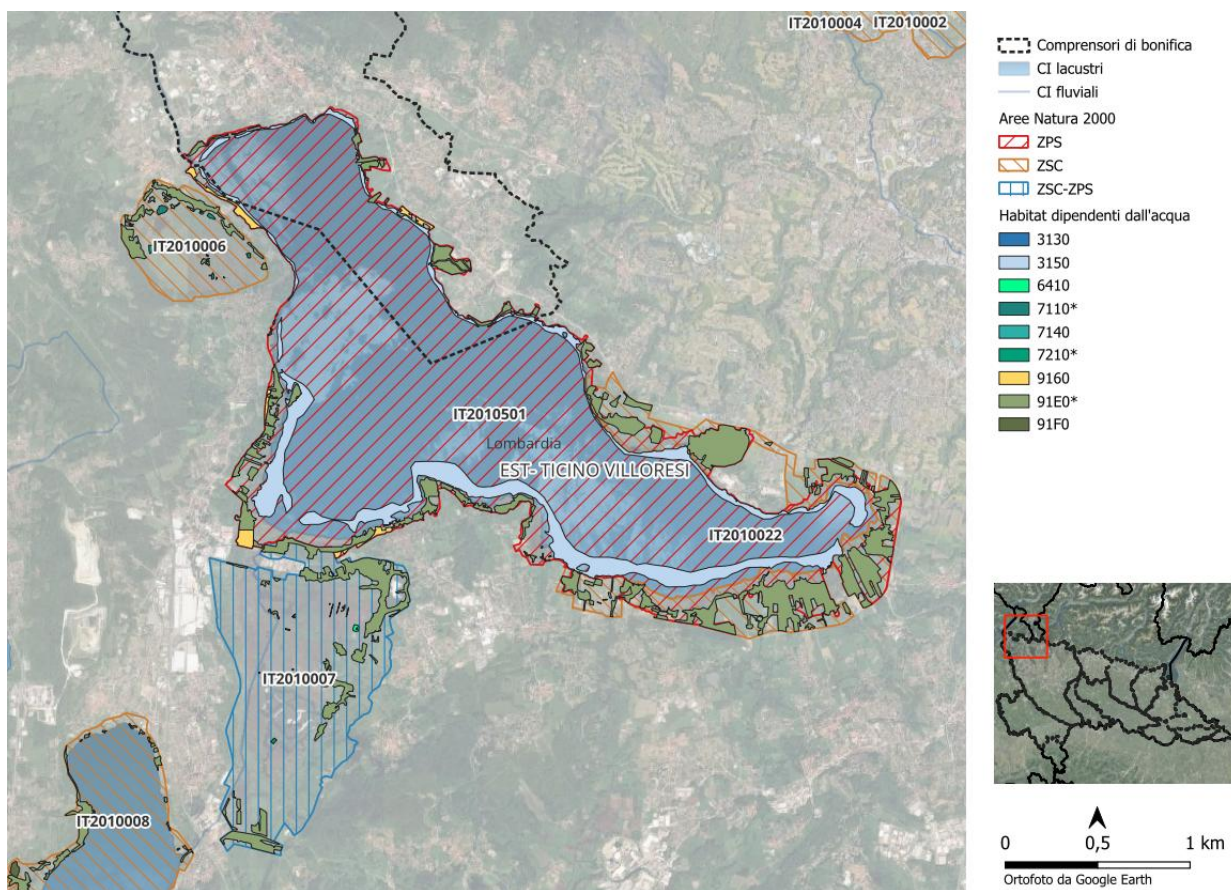 IT2010004
IT2010002
IT2010006
IT2010501
Lombardia
EST- TICINO VILLORESI
IT2010022
IT2010007
IT2010008
Comprensori di bonifica
CI lacustri
CI fluviali
Aree Natura 2000
ZPS
ZSC
ZSC-ZPS
Habitat dipendenti dall'acqua
3130
3150
6410
7110*
7140
7210*
9160
91E0*
91F0
0 0,5 1 km
Ortofoto da Google Earth